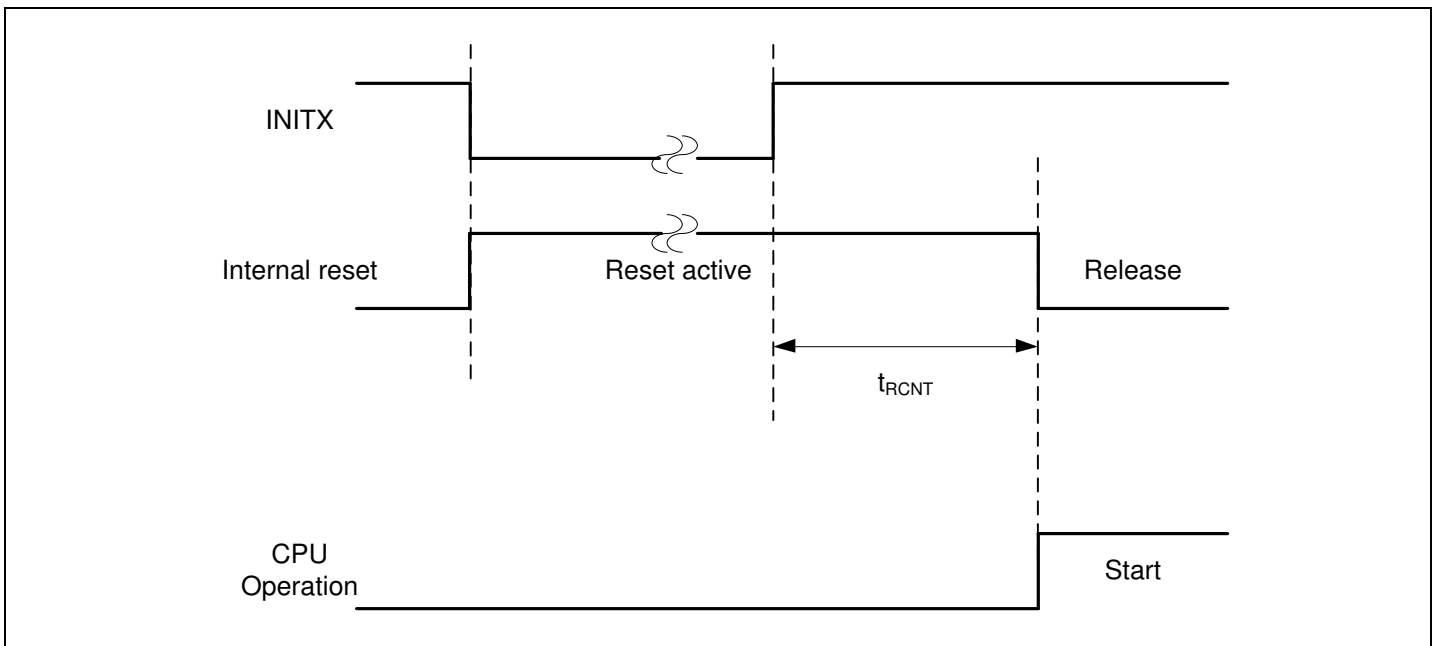 INITX
Internal reset
Reset active
Release
tRCNT
CPU
Operation
Start